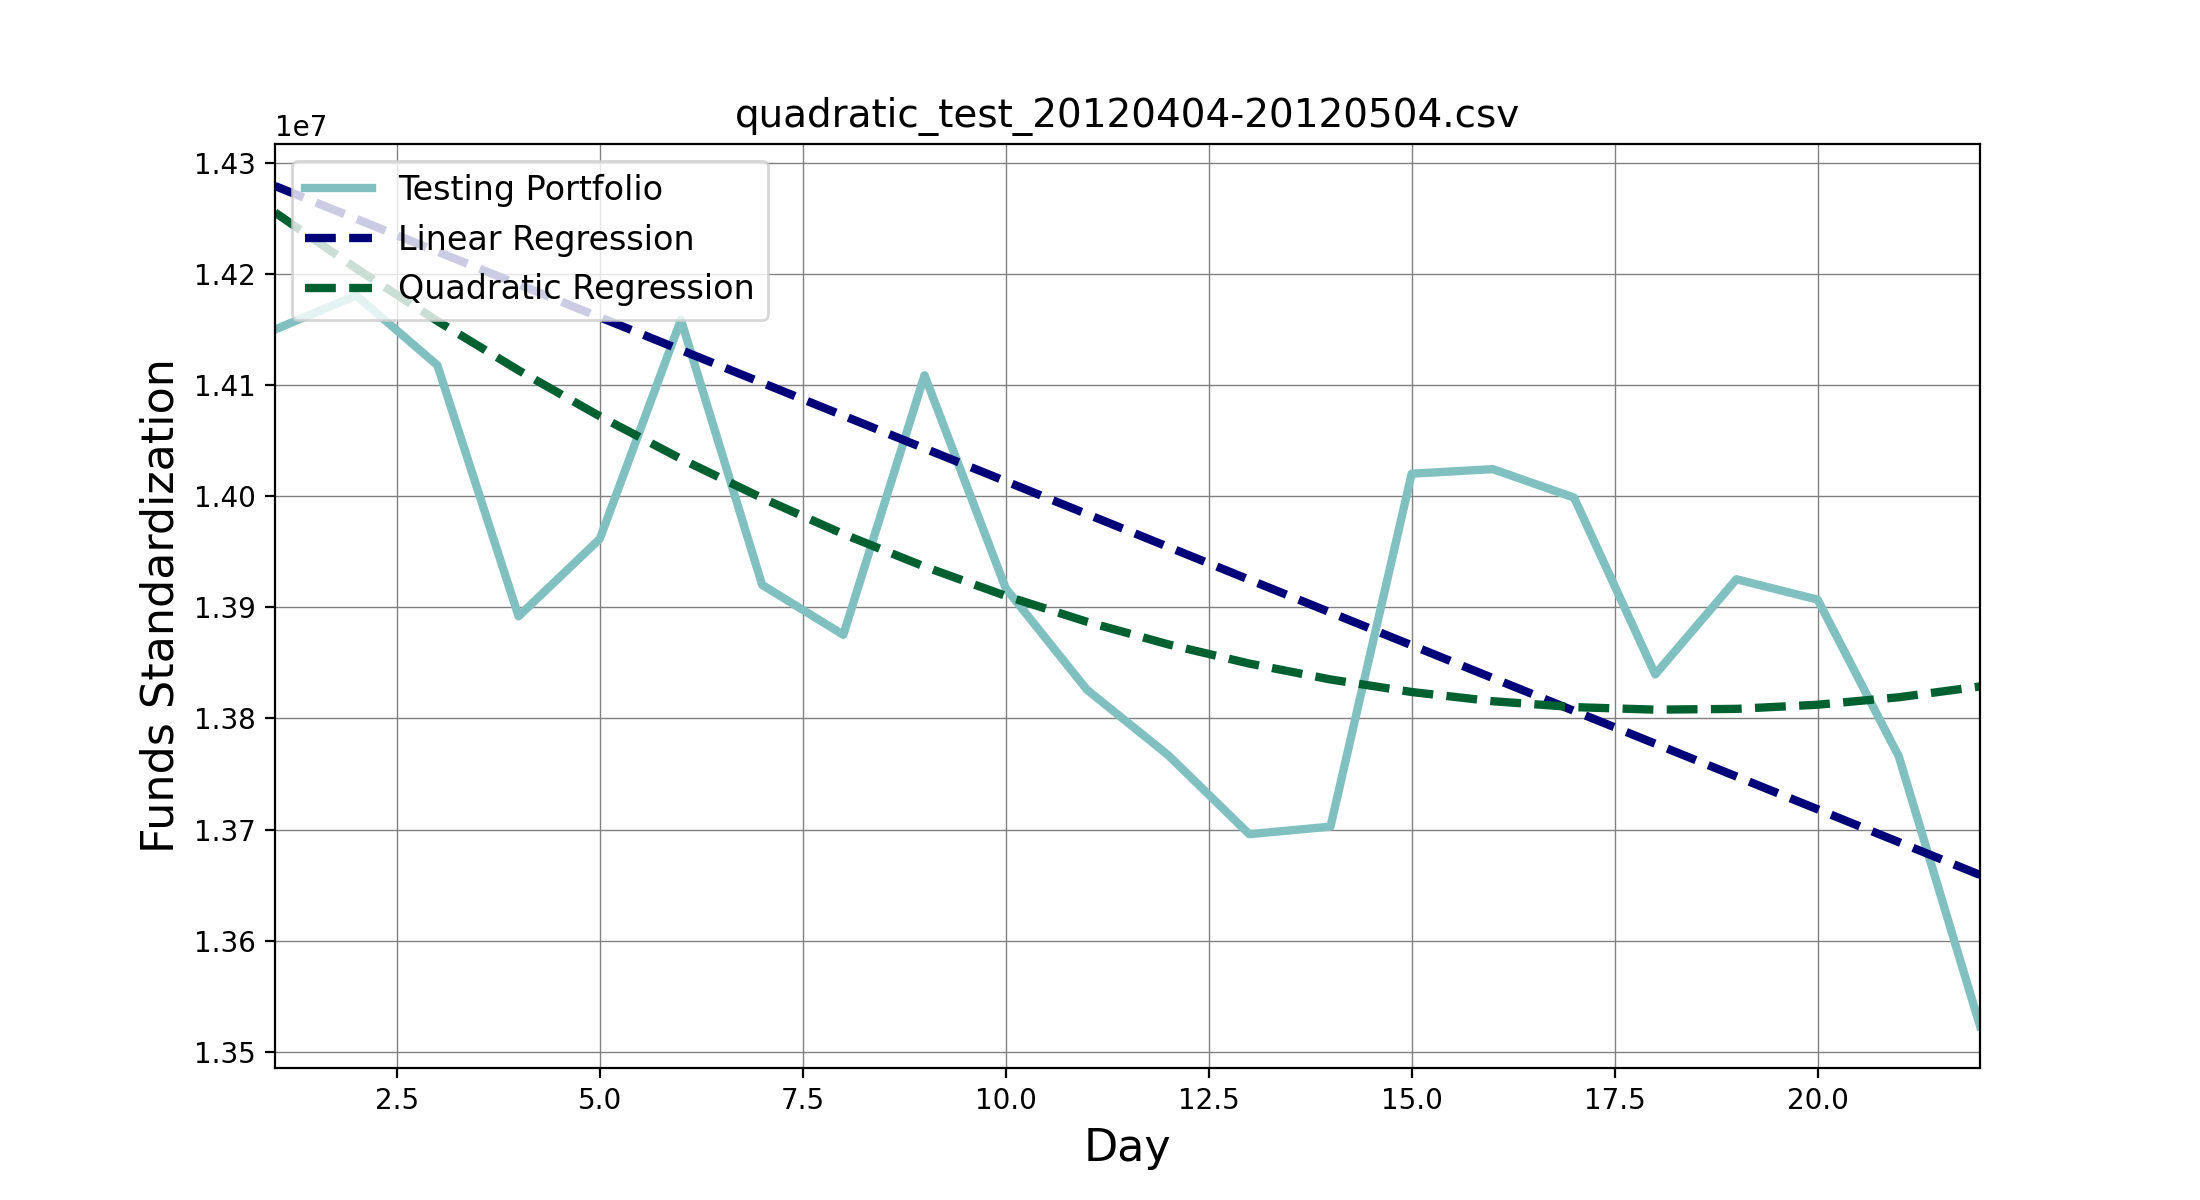 quadratic_test_20120404-20120504.csv
1e7
1.43
1.42
1.41
1.40
1.39
1.38
1.37
1.36
1.35
Funds Standardization
Testing Portfolio
Linear Regression
Quadratic Regression
2.5 5.0 7.5 10.0 12.5 15.0 17.5 20.0
Day